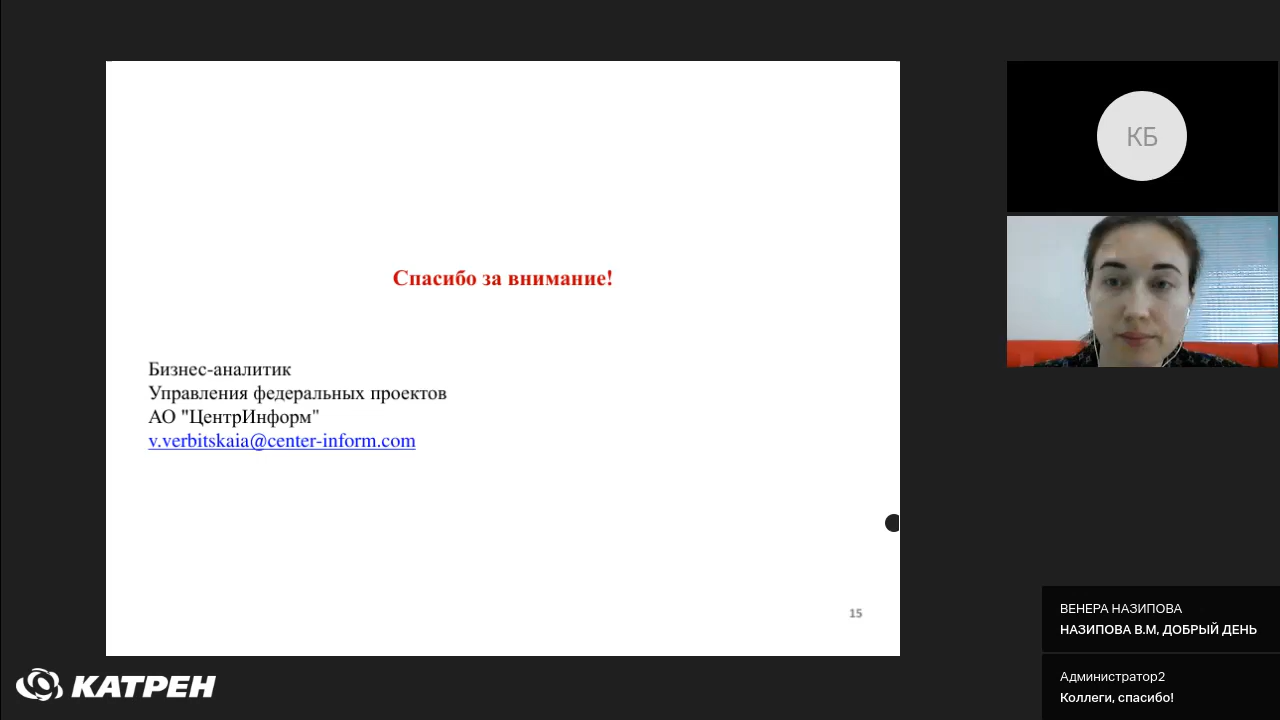 Спасибо за внимание!
Бизнес-аналитик
Управления федеральных проектов
АО "ЦентрИнформ"
v.verbitskaia@center-inform.com
15
КБ
ВЕНЕРА НАЗИПОВА
НАЗИПОВА В.М, ДОБРЫЙ ДЕНЬ
Администратор2
Коллеги, спасибо!
КАТРЕН